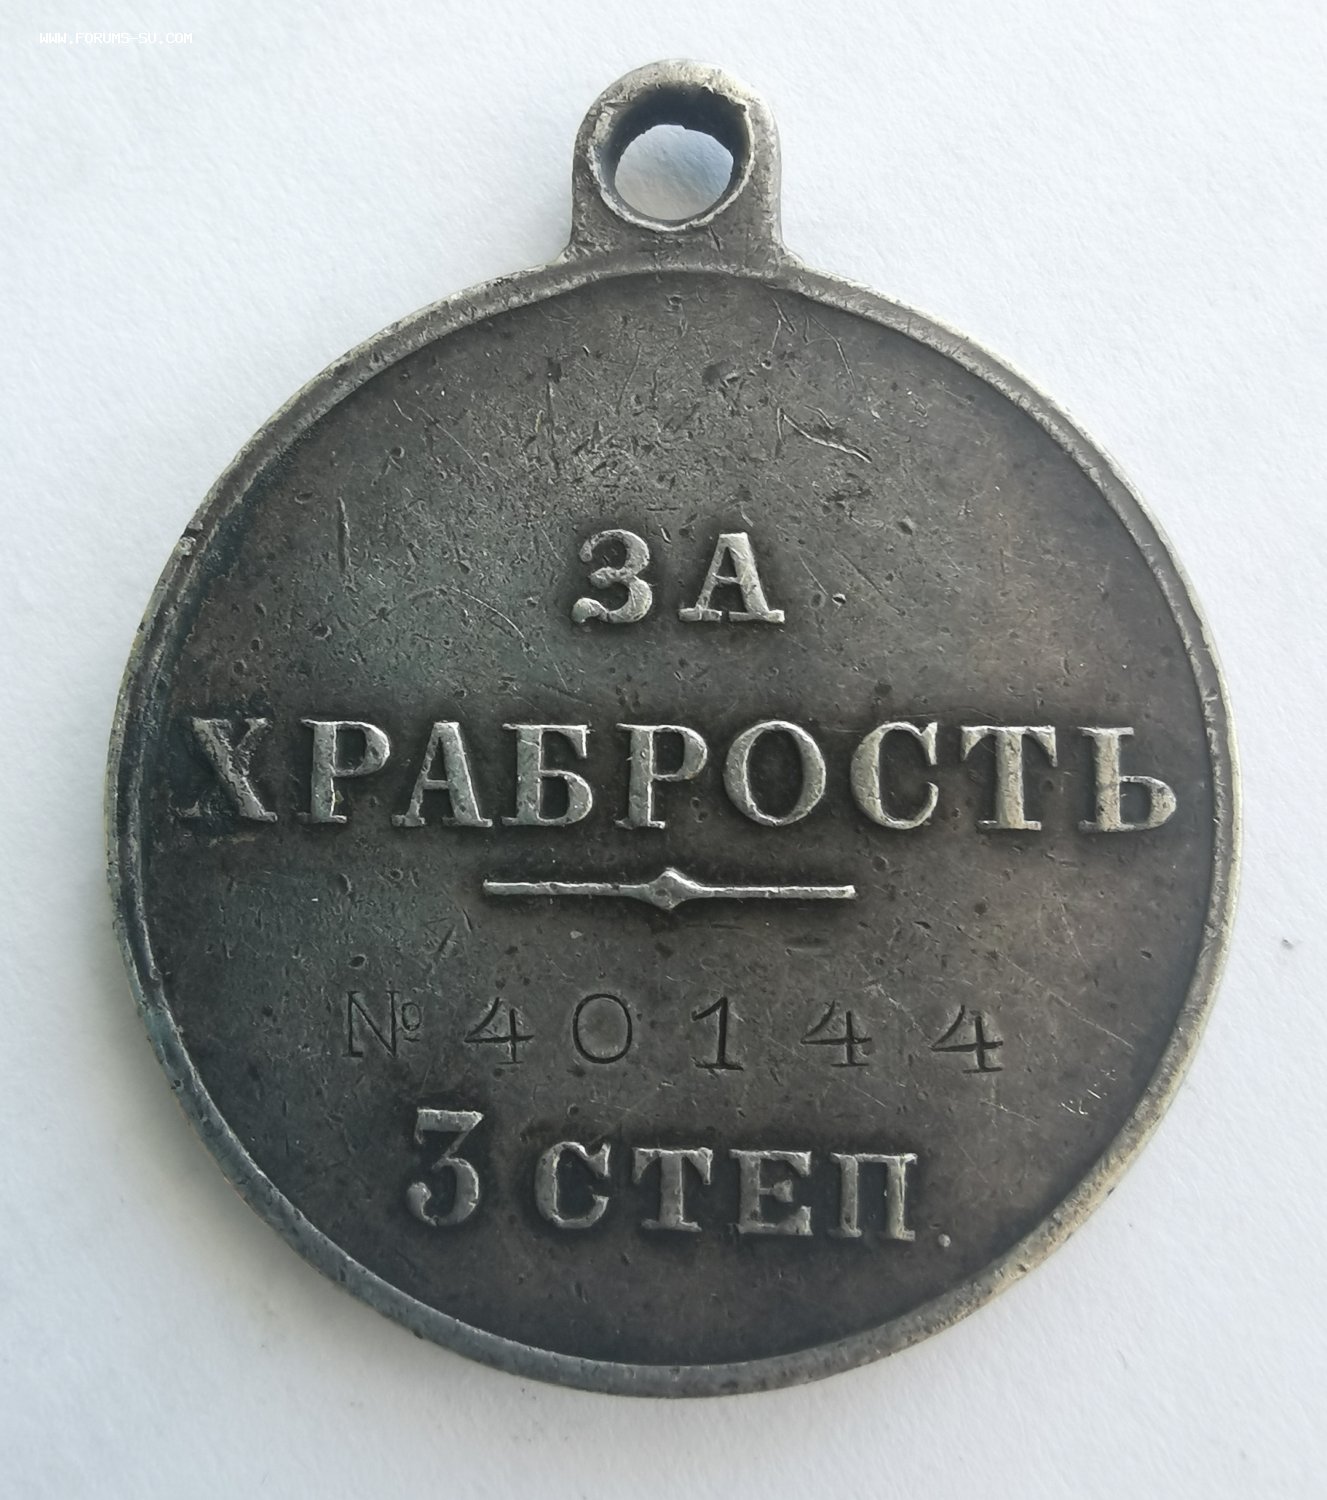 WWW.FORUMS-SU.COM
ЗА
ХРАБРОСТЬ
№ 40144
3 СТЕП.